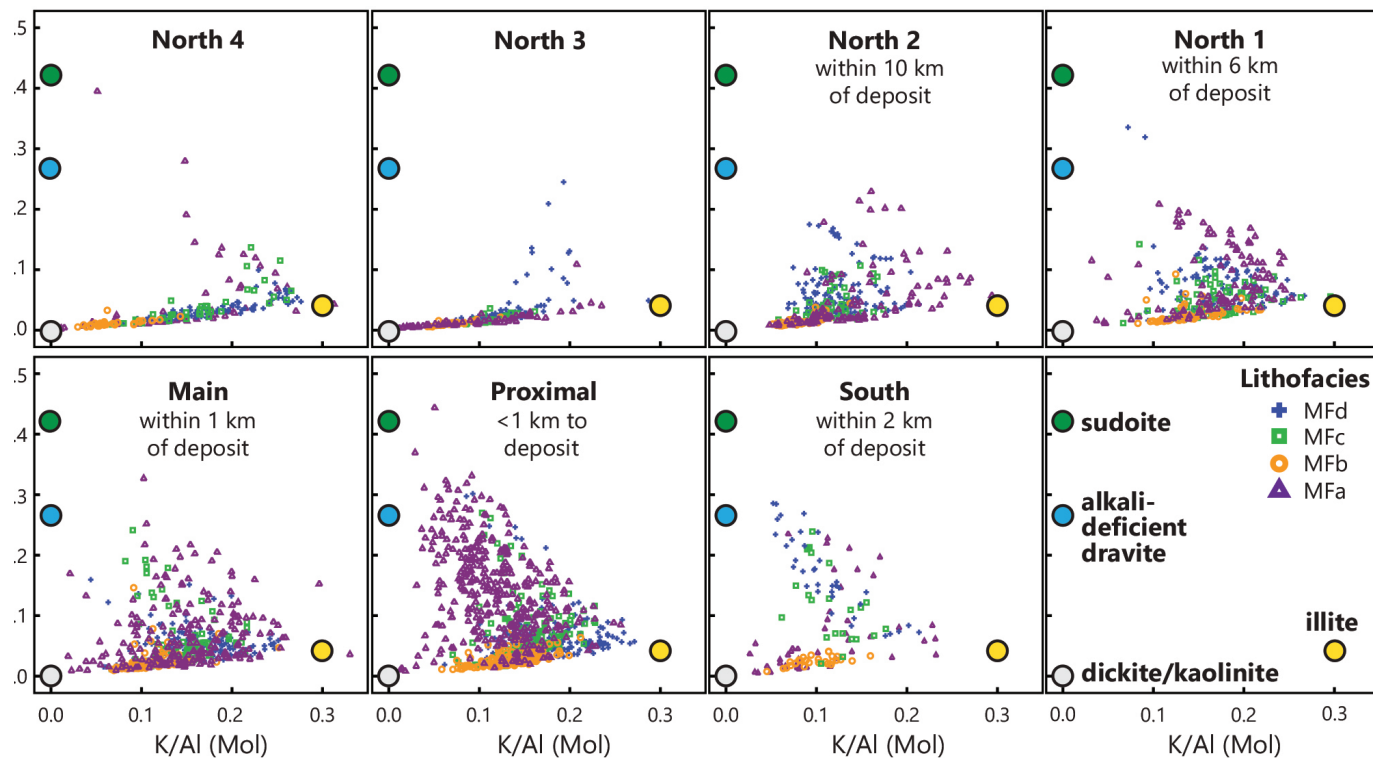 North 4
North 3
North 2
within 10 km
of deposit
North 1
within 6 km
of deposit
.5
.4
.3
.2
.1
.0
Main
within 1 km
of deposit
Proximal
<1 km to
deposit
South
within 2 km
of deposit
Lithofacies
MFd
MFc
MFb
MFa
sudoite
alkali-
deficient
dravite
illite
dickite/kaolinite
.5
.4
.3
.2
.1
.0
0.0 0.1 0.2 0.3
0.0 0.1 0.2 0.3
0.0 0.1 0.2 0.3
0.0 0.1 0.2 0.3
K/Al (Mol)
K/Al (Mol)
K/Al (Mol)
K/Al (Mol)